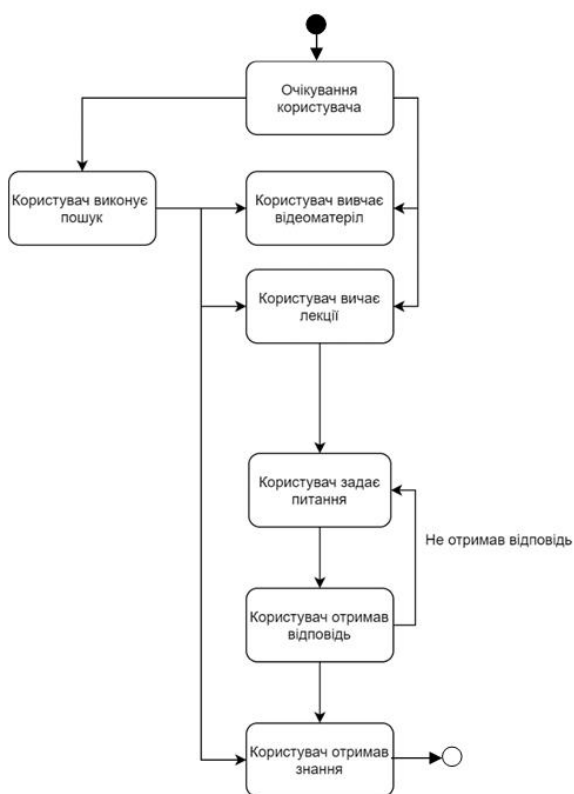 Очікування
користувача
Користувач виконує
пошук
Користувач вивчає
відеоматеріл
Користувач вичає
лекції
Користувач задає
питання
Не отримав відповідь
Користувач отримав
відповідь
Користувач отримав
знання